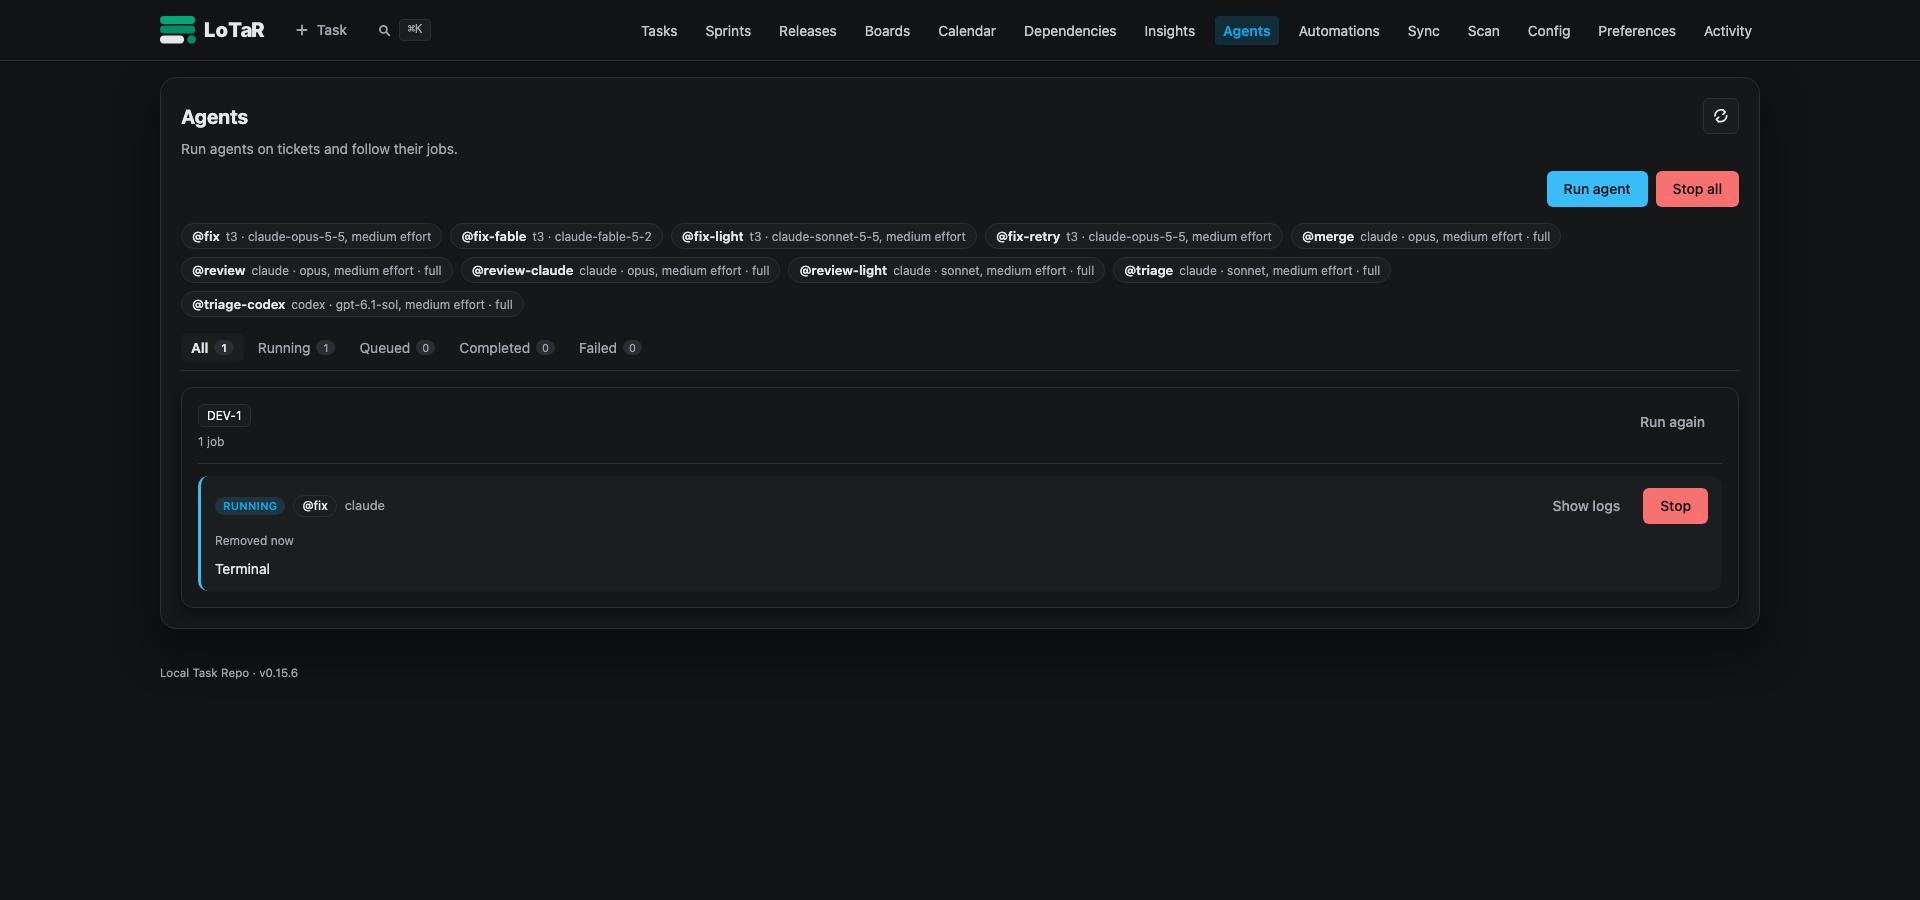 LoTaR + Task ⌘K Tasks Sprints Releases Boards Calendar Dependencies Insights Agents Automations Sync Scan Config Preferences Activity
Agents
Run agents on tickets and follow their jobs.
Run agent Stop all
@fix t3 · claude-opus-5-5, medium effort @fix-fable t3 · claude-fable-5-2 @fix-light t3 · claude-sonnet-5-5, medium effort @fix-retry t3 · claude-opus-5-5, medium effort @merge claude · opus, medium effort · full
@review claude · opus, medium effort · full @review-claude claude · opus, medium effort · full @review-light claude · sonnet, medium effort · full @triage claude · sonnet, medium effort · full
@triage-codex codex · gpt-6.1-sol, medium effort · full
All 1 Running 1 Queued 0 Completed 0 Failed 0
DEV-1
Run again
1 job
RUNNING @fix claude Show logs Stop
Removed now
Terminal
Local Task Repo · v0.15.6